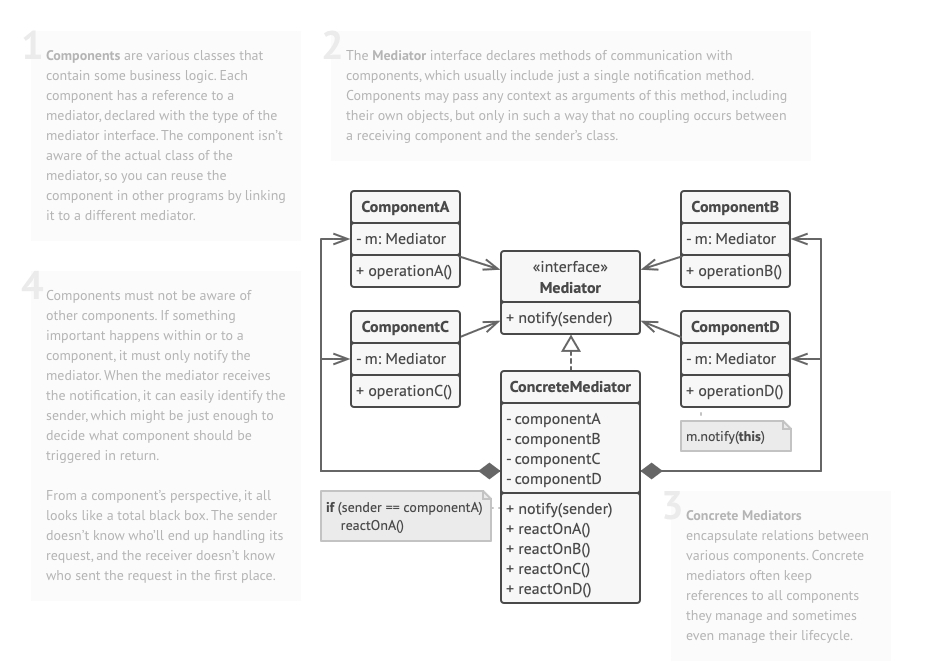 1
Components are various classes that
contain some business logic. Each
component has a reference to a
mediator, declared with the type of the
mediator interface. The component isn't
aware of the actual class of the
mediator, so you can reuse the
component in other programs by linking
it to a different mediator.
2
The Mediator interface declares methods of communication with
components, which usually include just a single notification method.
Components may pass any context as arguments of this method, including
their own objects, but only in such a way that no coupling occurs between
a receiving component and the sender's class.
ComponentA
- m: Mediator
+ operationA()
ComponentB
- m: Mediator
+ operationB()
«interface»
Mediator
+ notify(sender)
ComponentC
- m: Mediator
+ operationC()
ComponentD
- m: Mediator
+ operationD()
m.notify(this)
ConcreteMediator
- componentA
- componentB
- componentC
- componentD
+ notify(sender)
+ reactOnA()
+ reactOnB()
+ reactOnC()
+ reactOnD()
if (sender == componentA)
reactOnA()
4
Components must not be aware of
other components. If something
important happens within or to a
component, it must only notify the
mediator. When the mediator receives
the notification, it can easily identify the
sender, which might be just enough to
decide what component should be
triggered in return.
From a component's perspective, it all
looks like a total black box. The sender
doesn't know who'll end up handling its
request, and the receiver doesn't know
who sent the request in the first place.
3
Concrete Mediators
encapsulate relations between
various components. Concrete
mediators often keep
references to all components
they manage and sometimes
even manage their lifecycle.